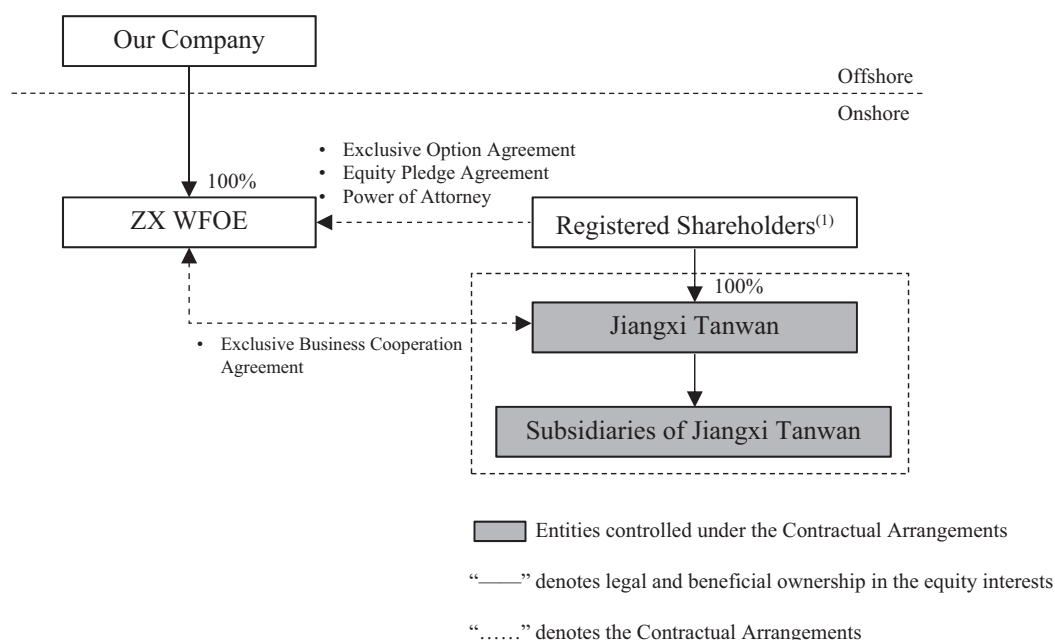 Our Company
Offshore
Onshore
• Exclusive Option Agreement
• Equity Pledge Agreement
• Power of Attorney
100%
ZX WFOE
Registered Shareholders(1)
100%
Jiangxi Tanwan
• Exclusive Business Cooperation
Agreement
Subsidiaries of Jiangxi Tanwan
Entities controlled under the Contractual Arrangements
“——” denotes legal and beneficial ownership in the equity interests
“……” denotes the Contractual Arrangements